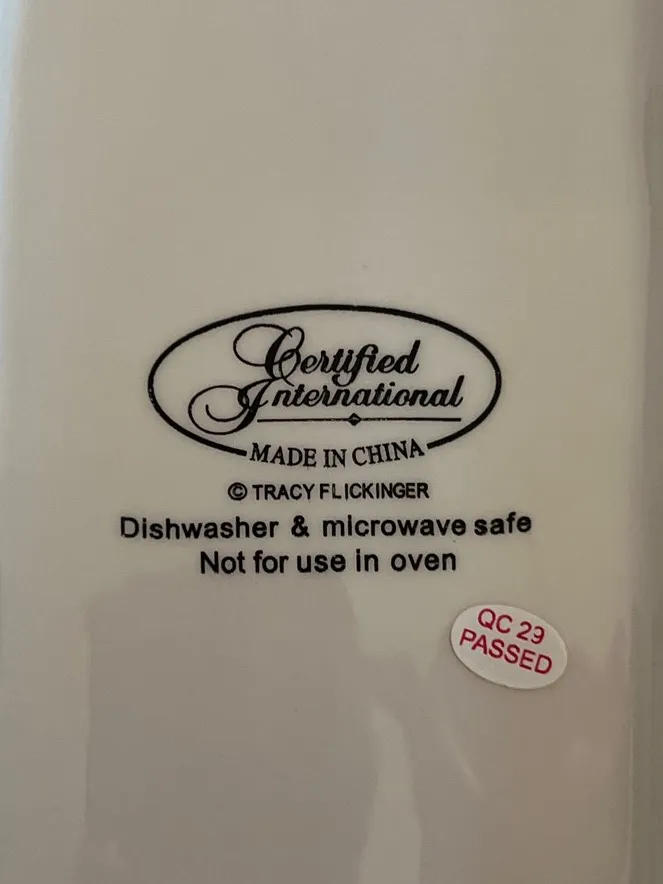 Certified
International
MADE IN CHINA
© TRACY FLICKINGER
Dishwasher & microwave safe
Not for use in oven
QC 29
PASSED